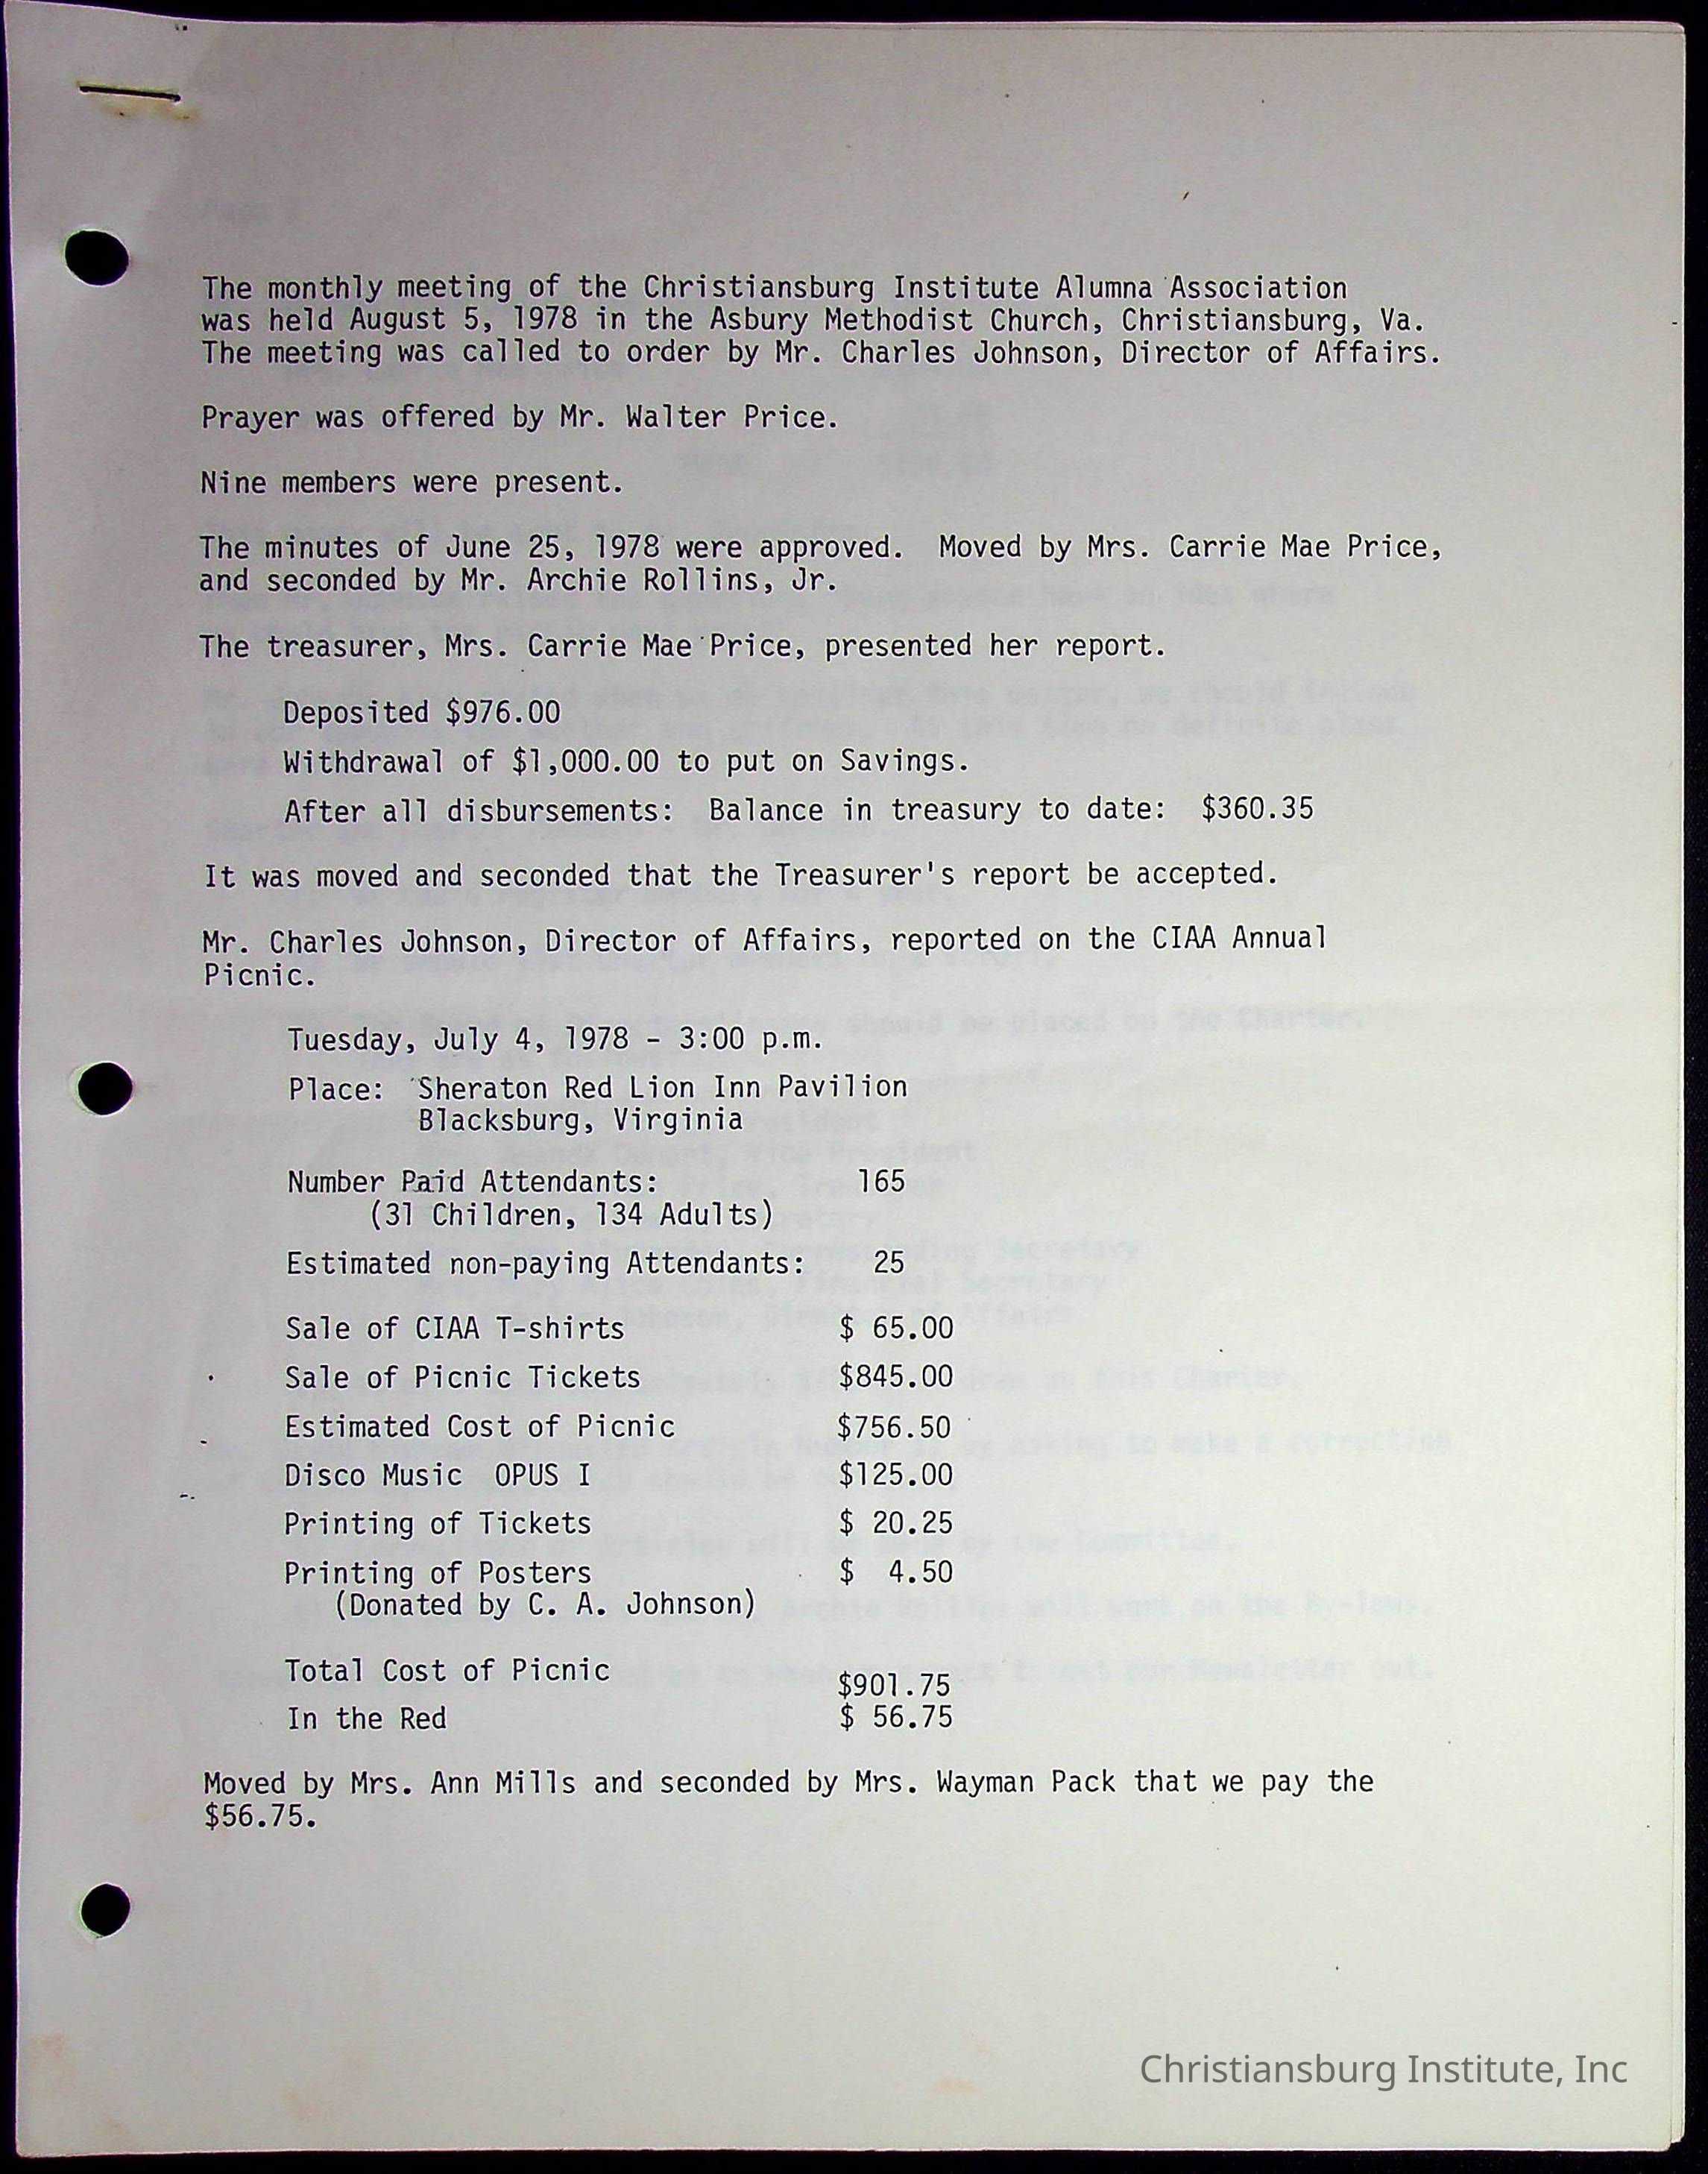 The monthly meeting of the Christiansburg Institute Alumna Association
was held August 5, 1978 in the Asbury Methodist Church, Christiansburg, Va.
The meeting was called to order by Mr. Charles Johnson, Director of Affairs.
Prayer was offered by Mr. Walter Price.
Nine members were present.
The minutes of June 25, 1978 were approved.  Moved by Mrs. Carrie Mae Price,
and seconded by Mr. Archie Rollins, Jr.
The treasurer, Mrs. Carrie Mae Price, presented her report.
Deposited $976.00
Withdrawal of $1,000.00 to put on Savings.
After all disbursements:  Balance in treasury to date:  $360.35
It was moved and seconded that the Treasurer's report be accepted.
Mr. Charles Johnson, Director of Affairs, reported on the CIAA Annual
Picnic.
Tuesday, July 4, 1978 - 3:00 p.m.
Place:  Sheraton Red Lion Inn Pavilion
Blacksburg, Virginia
Number Paid Attendants: 165
(31 Children, 134 Adults)
Estimated non-paying Attendants: 25
Sale of CIAA T-shirts $ 65.00
Sale of Picnic Tickets $845.00
Estimated Cost of Picnic $756.50
Disco Music  OPUS I $125.00
Printing of Tickets $ 20.25
Printing of Posters $  4.50
(Donated by C. A. Johnson)
Total Cost of Picnic $901.75
In the Red $ 56.75
Moved by Mrs. Ann Mills and seconded by Mrs. Wayman Pack that we pay the
$56.75.
Christiansburg Institute, Inc